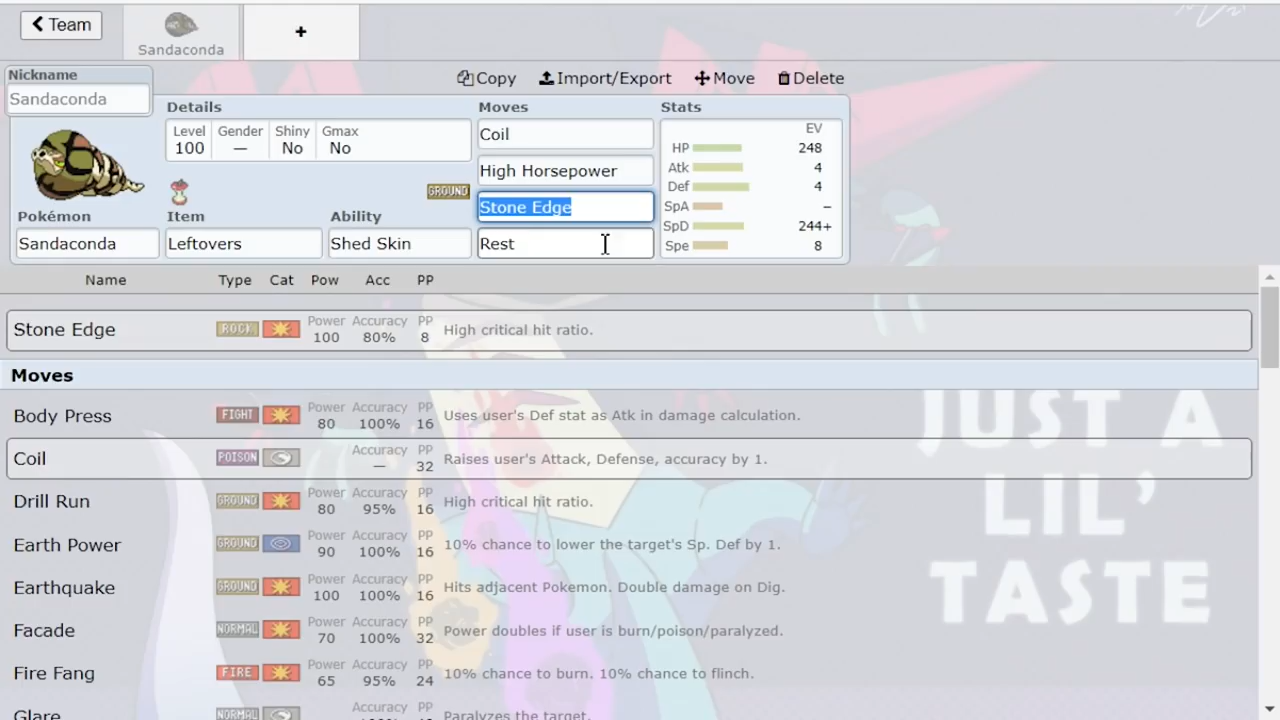 Team
Sandaconda
+
Copy Import/Export Move Delete
Nickname
Sandaconda
Details
Level Gender Shiny Gmax
100 — No No
GROUND
Pokémon Item Ability
Sandaconda Leftovers Shed Skin
Moves
Coil
High Horsepower
Stone Edge
Rest
Stats
EV
HP 248
Atk 4
Def 4
SpA –
SpD 244+
Spe 8
Name Type Cat Pow Acc PP
Stone Edge ROCK Power 100 Accuracy 80% PP 8 High critical hit ratio.
Moves
Body Press FIGHT Power 80 Accuracy 100% PP 16 Uses user's Def stat as Atk in damage calculation.
Coil POISON Accuracy — PP 32 Raises user's Attack, Defense, accuracy by 1.
Drill Run GROUND Power 80 Accuracy 95% PP 16 High critical hit ratio.
Earth Power GROUND Power 90 Accuracy 100% PP 16 10% chance to lower the target's Sp. Def by 1.
Earthquake GROUND Power 100 Accuracy 100% PP 16 Hits adjacent Pokemon. Double damage on Dig.
Facade NORMAL Power 70 Accuracy 100% PP 32 Power doubles if user is burn/poison/paralyzed.
Fire Fang FIRE Power 65 Accuracy 95% PP 24 10% chance to burn. 10% chance to flinch.
Glare NORMAL Accuracy PP Paralyzes the target.
JUST A
LIL'
TASTE